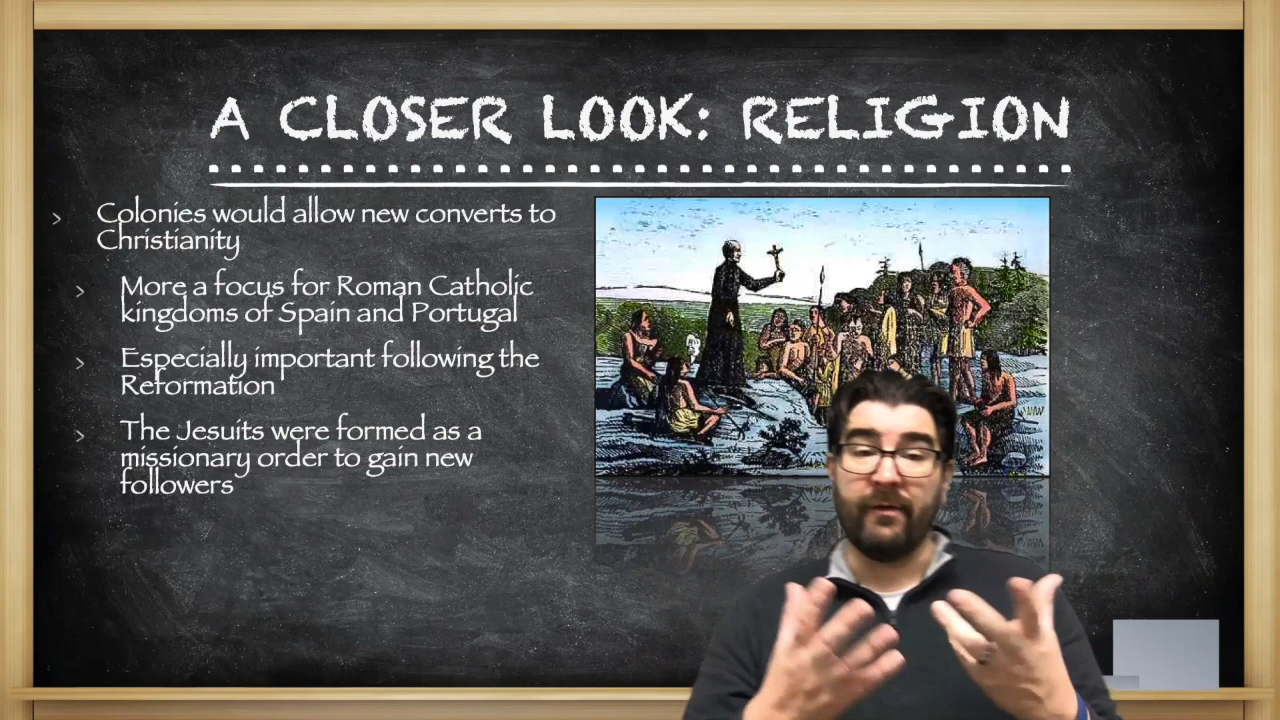 A CLOSER LOOK: RELIGION
> Colonies would allow new converts to
Christianity
> More a focus for Roman Catholic
kingdoms of Spain and Portugal
> Especially important following the
Reformation
> The Jesuits were formed as a
missionary order to gain new
followers